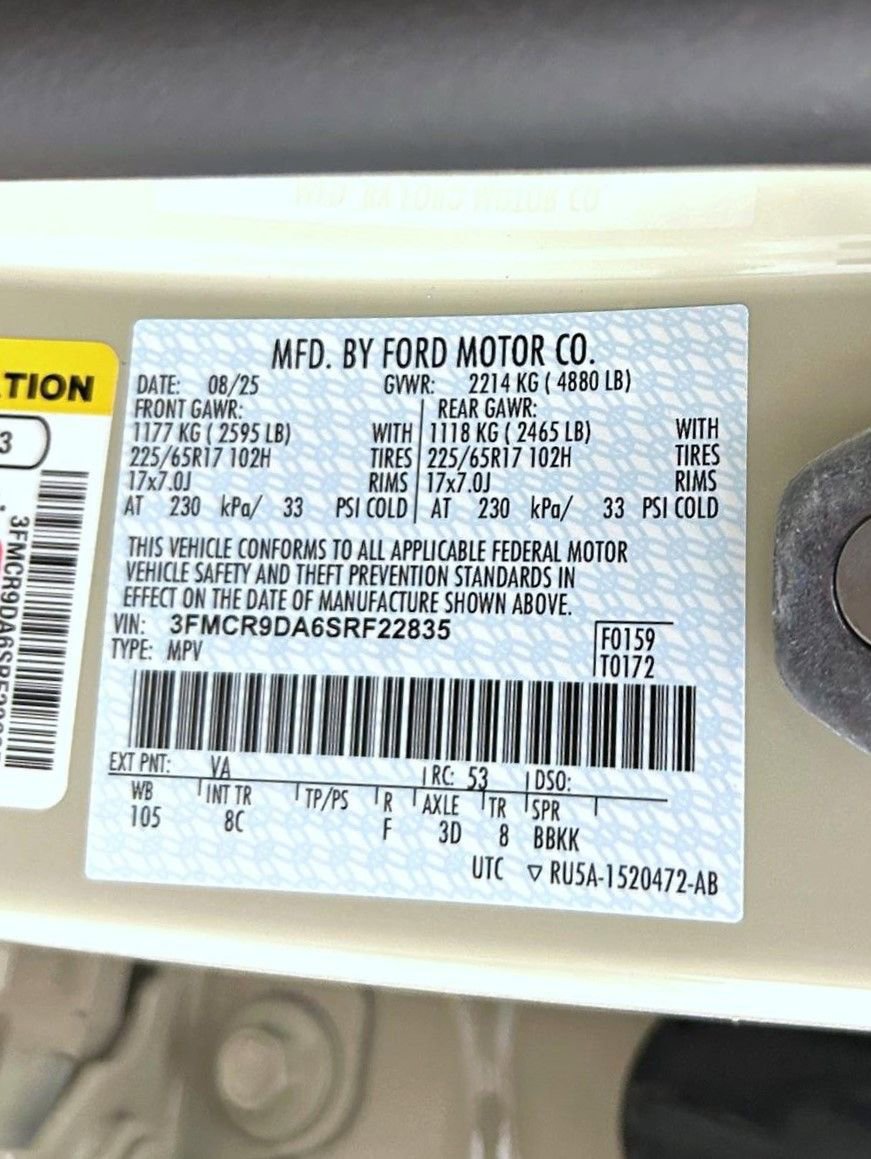 MFD. BY FORD MOTOR CO.
DATE: 08/25 GVWR: 2214 KG ( 4880 LB)
FRONT GAWR: REAR GAWR:
1177 KG ( 2595 LB) WITH 1118 KG ( 2465 LB) WITH
225/65R17 102H TIRES 225/65R17 102H TIRES
17x7.0J RIMS 17x7.0J RIMS
AT 230 kPa/ 33 PSI COLD AT 230 kPa/ 33 PSI COLD
THIS VEHICLE CONFORMS TO ALL APPLICABLE FEDERAL MOTOR
VEHICLE SAFETY AND THEFT PREVENTION STANDARDS IN
EFFECT ON THE DATE OF MANUFACTURE SHOWN ABOVE.
VIN: 3FMCR9DA6SRF22835
TYPE: MPV
F0159
T0172
EXT PNT: VA RC: 53 DSO:
WB INT TR TP/PS R AXLE TR SPR
105 8C F 3D 8 BBKK
UTC ▽ RU5A-1520472-AB
TION
3